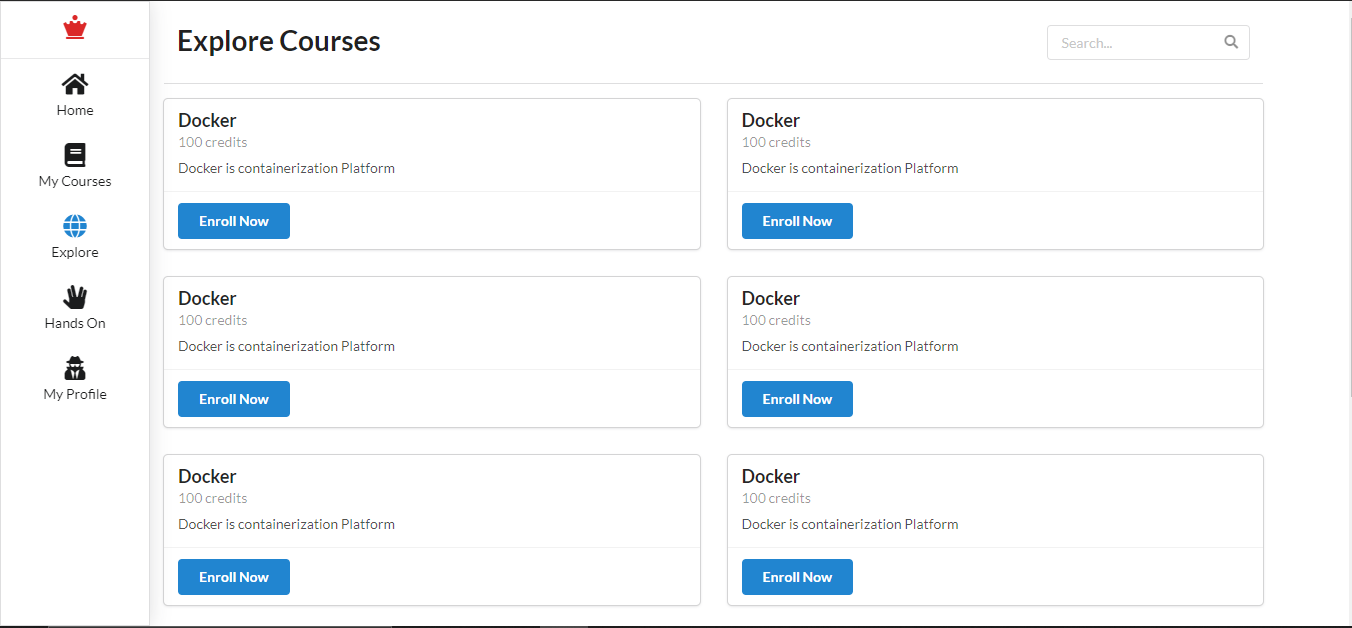 Explore Courses
Search...
Home
My Courses
Explore
Hands On
My Profile
Docker
100 credits
Docker is containerization Platform
Enroll Now
Docker
100 credits
Docker is containerization Platform
Enroll Now
Docker
100 credits
Docker is containerization Platform
Enroll Now
Docker
100 credits
Docker is containerization Platform
Enroll Now
Docker
100 credits
Docker is containerization Platform
Enroll Now
Docker
100 credits
Docker is containerization Platform
Enroll Now